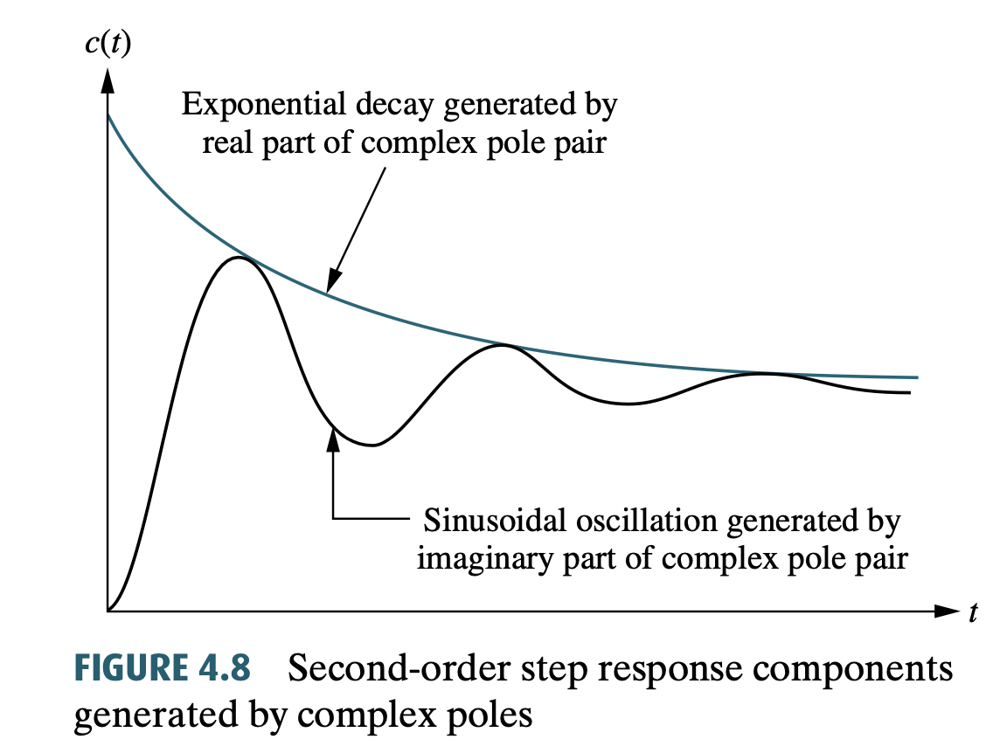 c(t)
Exponential decay generated by
real part of complex pole pair
Sinusoidal oscillation generated by
imaginary part of complex pole pair
t
FIGURE 4.8 Second-order step response components
generated by complex poles